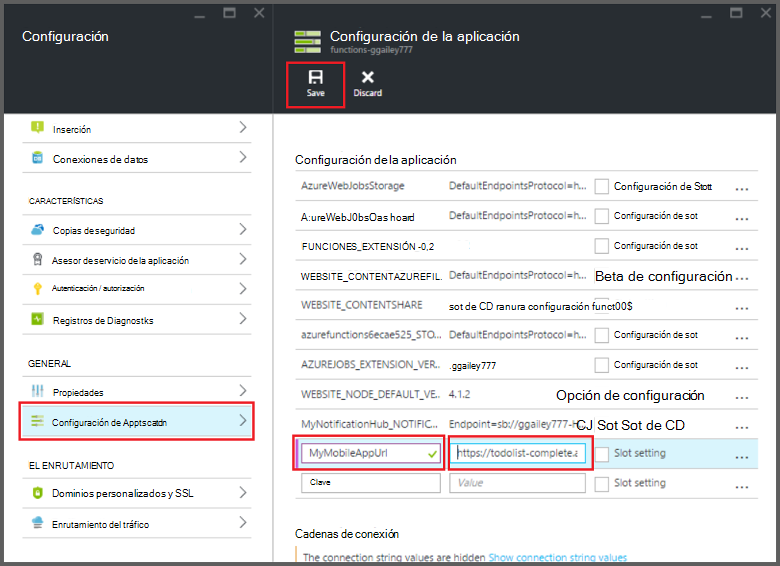 Configuración
Inserción
Conexiones de datos
CARACTERÍSTICAS
Copias de seguridad
Asesor de servicio de la aplicación
Autenticación / autorización
Registros de Diagnostks
GENERAL
Propiedades
Configuración de Apptscatdn
EL ENRUTAMIENTO
Dominios personalizados y SSL
Enrutamiento del tráfico
Configuración de la aplicación
functions-ggailey777
Save Discard
Configuración de la aplicación
AzureWebJobsStorage DefaultEndpointsProtocol=h... Configuración de Stott ...
A:ureWebJ0bsOas hoard DefaultEndpointsProtocol=h... Configuración de sot ...
FUNCIONES_EXTENSIÓN -0,2 Configuración de sot ...
WEBSITE_CONTENTAZUREFIL. DefaultEndpointsProtocol=h... Beta de configuración ...
WEBSITE_CONTENTSHARE sot de CD ranura configuración funct00$ ...
azurefunctions6ecae525_STO... DefaultEndpointsProtocol=h... Configuración de sot ...
AZUREJOBS_EXTENSION_VER... .ggailey777 Configuración de sot ...
WEBSITE_NODE_DEFAULT_VE... 4.1.2 Opción de configuración ...
MyNotificationHub_NOTIFIC... Endpoint=sb://ggailey777-H CJ Sot Sot de CD ...
MyMobileAppUrl https://todolist-complete.a Slot setting ...
Clave Value Slot setting ...
Cadenas de conexión
The connection string values are hidden Show connection string values